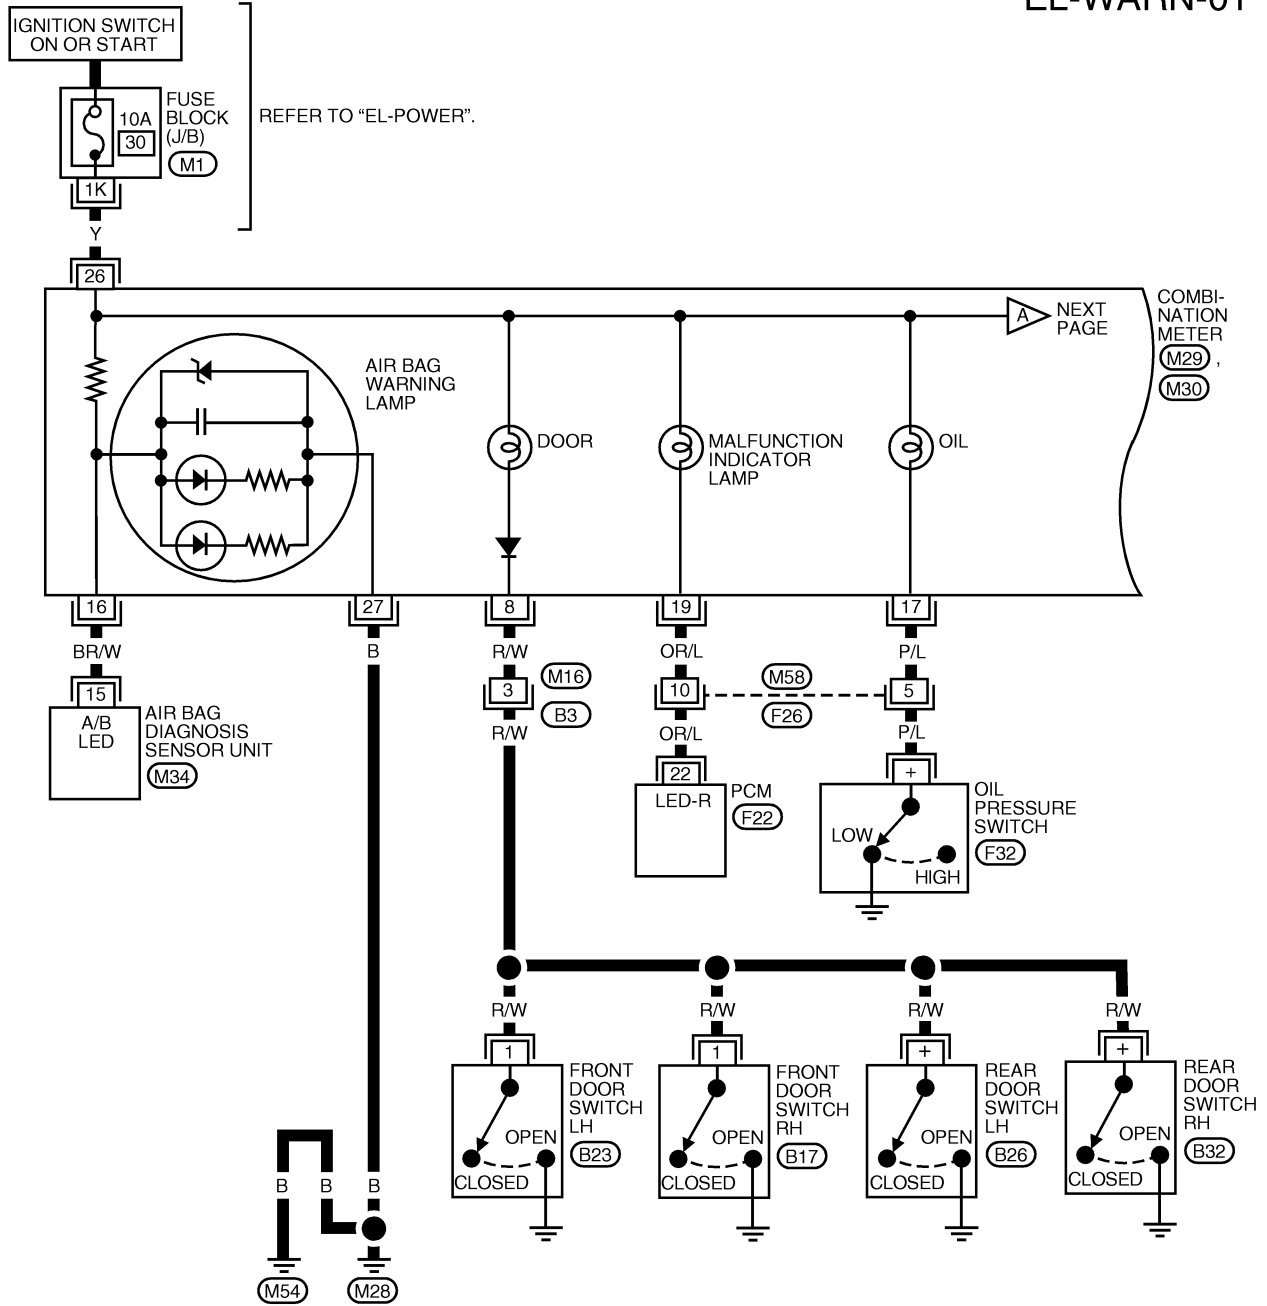 EL-WARN-01
IGNITION SWITCH
ON OR START
FUSE
BLOCK
(J/B)
10A
30
M1
REFER TO “EL-POWER”.
1K
Y
26
A
NEXT
PAGE
COMBI-
NATION
METER
M29 ,
M30
AIR BAG
WARNING
LAMP
DOOR
MALFUNCTION
INDICATOR
LAMP
OIL
16
27
8
19
17
BR/W
B
R/W
OR/L
P/L
15
3
M16
B3
10
M58
F26
5
A/B
LED
AIR BAG
DIAGNOSIS
SENSOR UNIT
M34
R/W
OR/L
P/L
22
LED-R
PCM
F22
+
OIL
PRESSURE
SWITCH
F32
LOW
HIGH
R/W
R/W
R/W
R/W
1
FRONT
DOOR
SWITCH
LH
B23
OPEN
CLOSED
1
FRONT
DOOR
SWITCH
RH
B17
OPEN
CLOSED
+
REAR
DOOR
SWITCH
LH
B26
OPEN
CLOSED
+
REAR
DOOR
SWITCH
RH
B32
OPEN
CLOSED
B
B
B
M54
M28